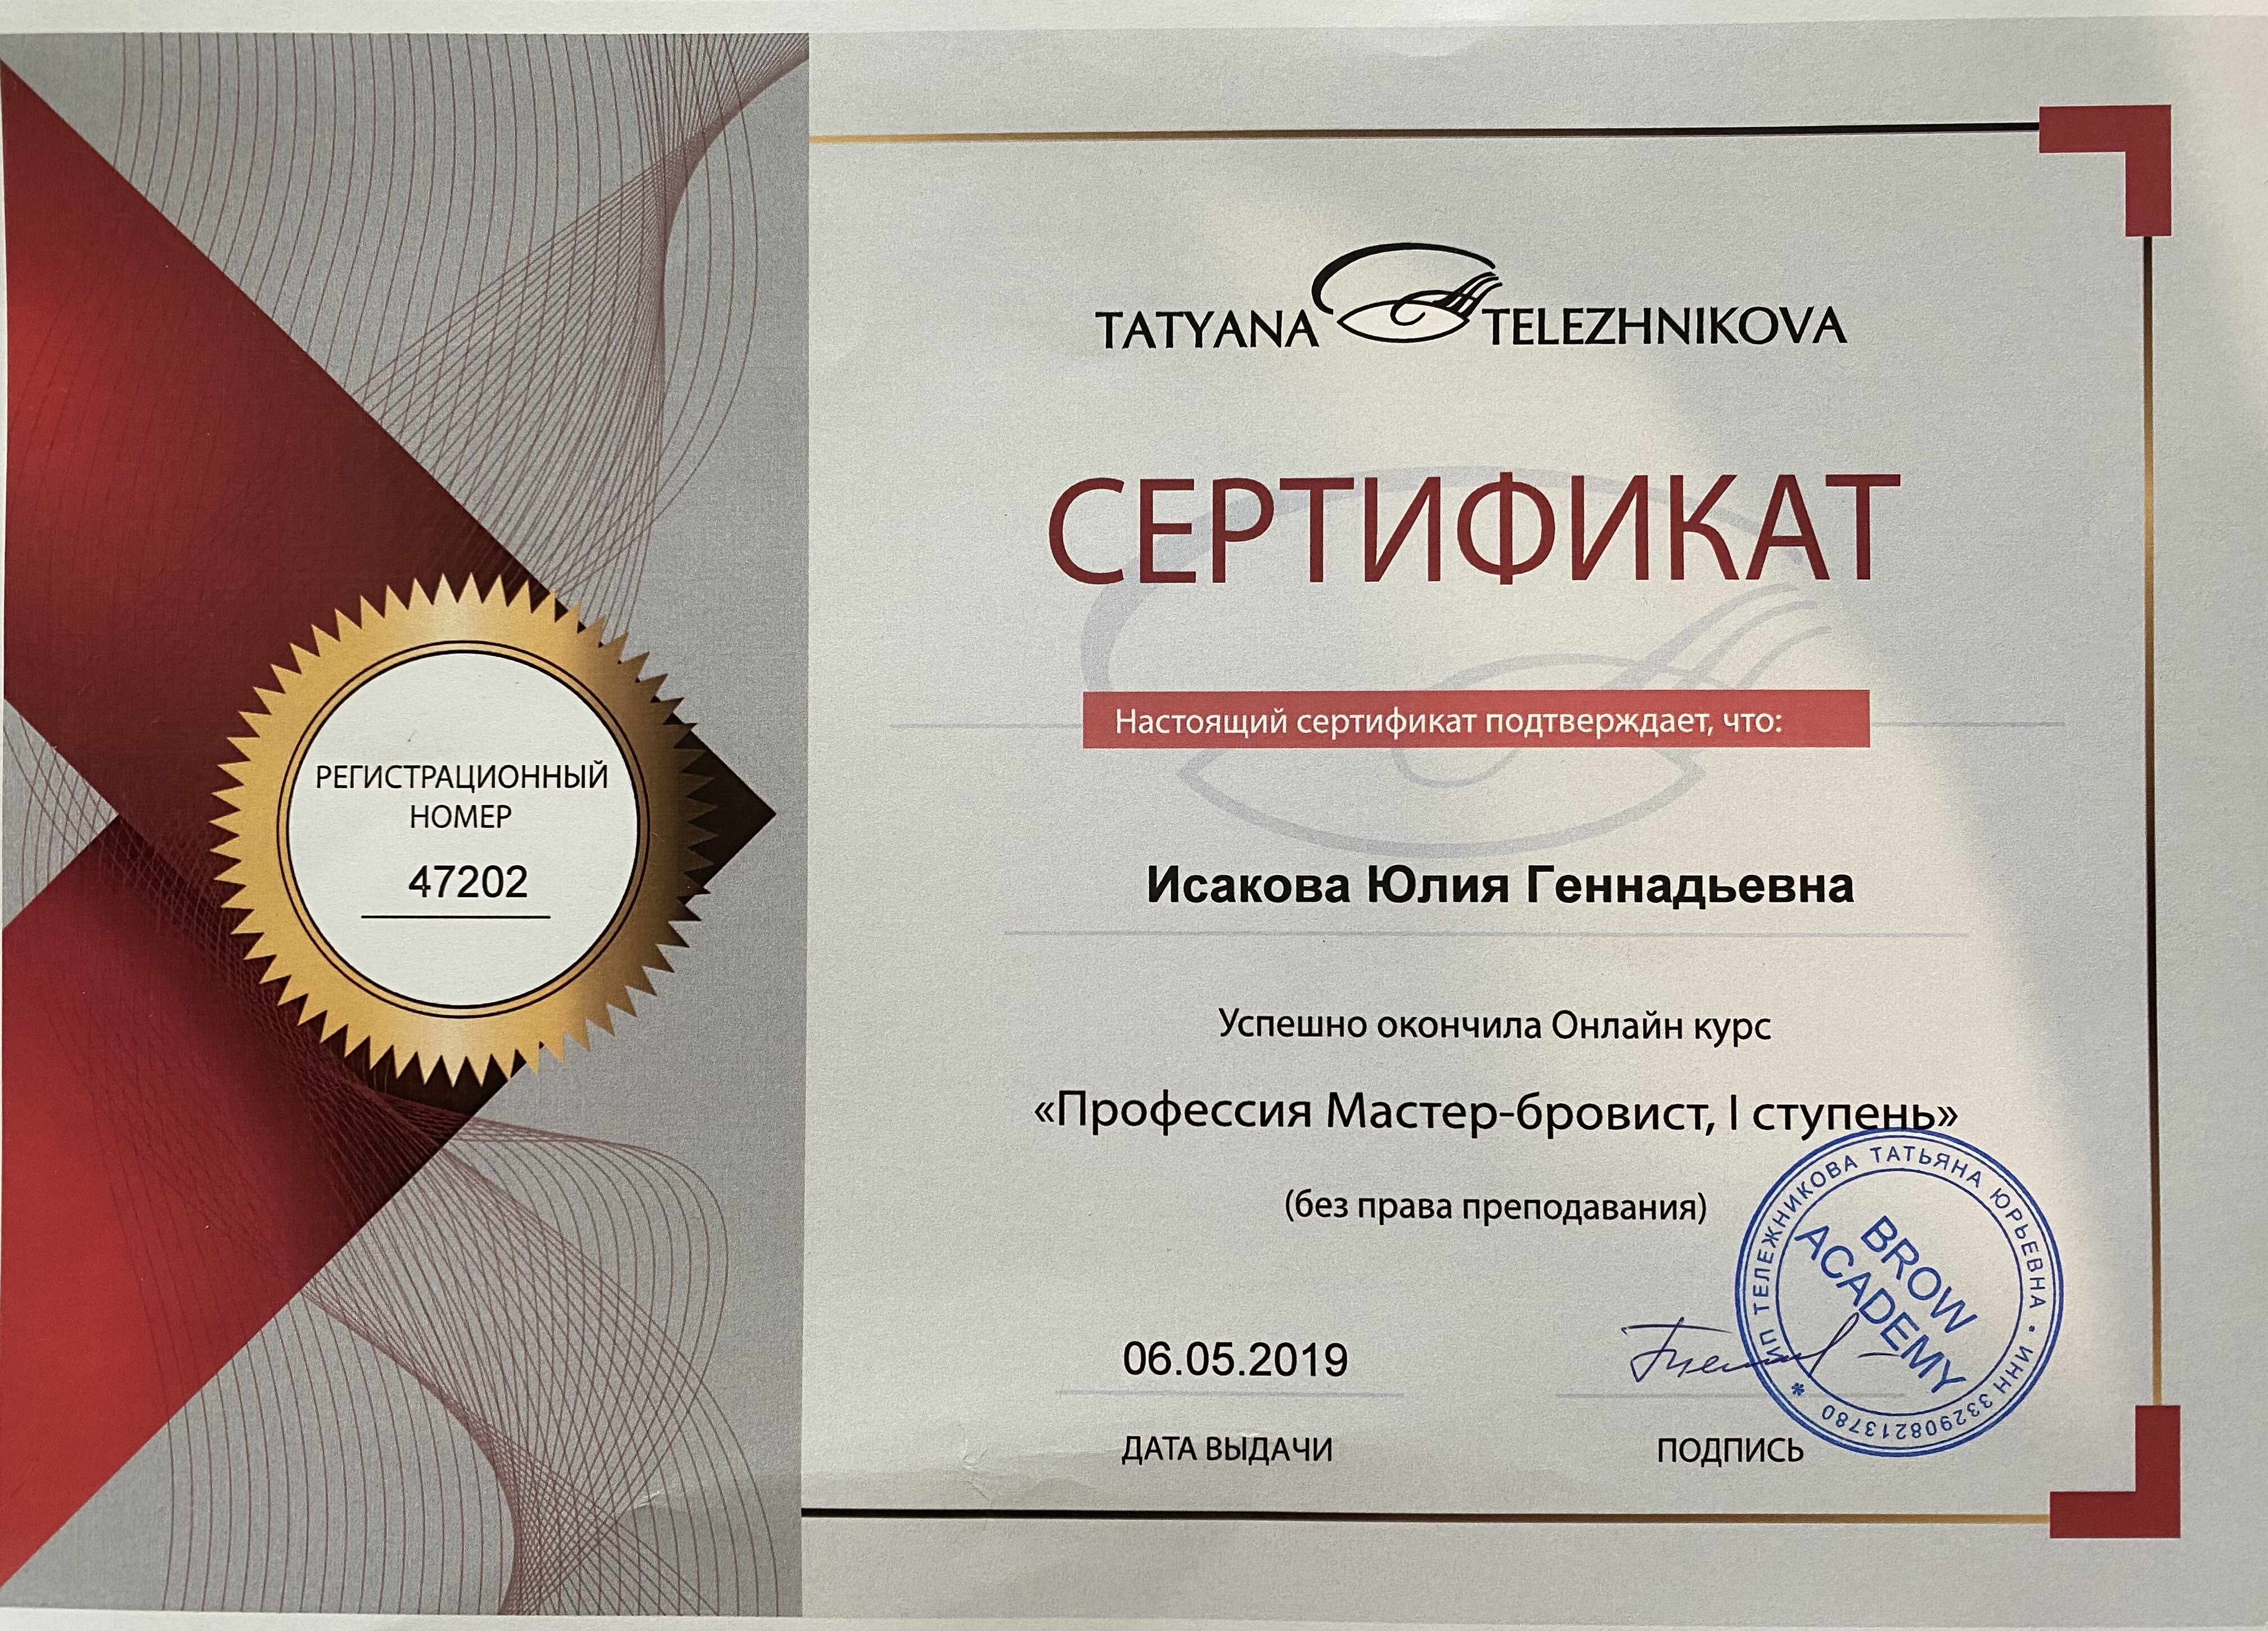 TATYANA TELEZHNIKOVA
СЕРТИФИКАТ
Настоящий сертификат подтверждает, что:
РЕГИСТРАЦИОННЫЙ
НОМЕР
47202
Исакова Юлия Геннадьевна
Успешно окончила Онлайн курс
«Профессия Мастер-бровист, I ступень»
(без права преподавания)
ИП ТЕЛЕЖНИКОВА ТАТЬЯНА ЮРЬЕВНА • ИНН 332908213780 *
BROW
ACADEMY
06.05.2019
ДАТА ВЫДАЧИ
ПОДПИСЬ